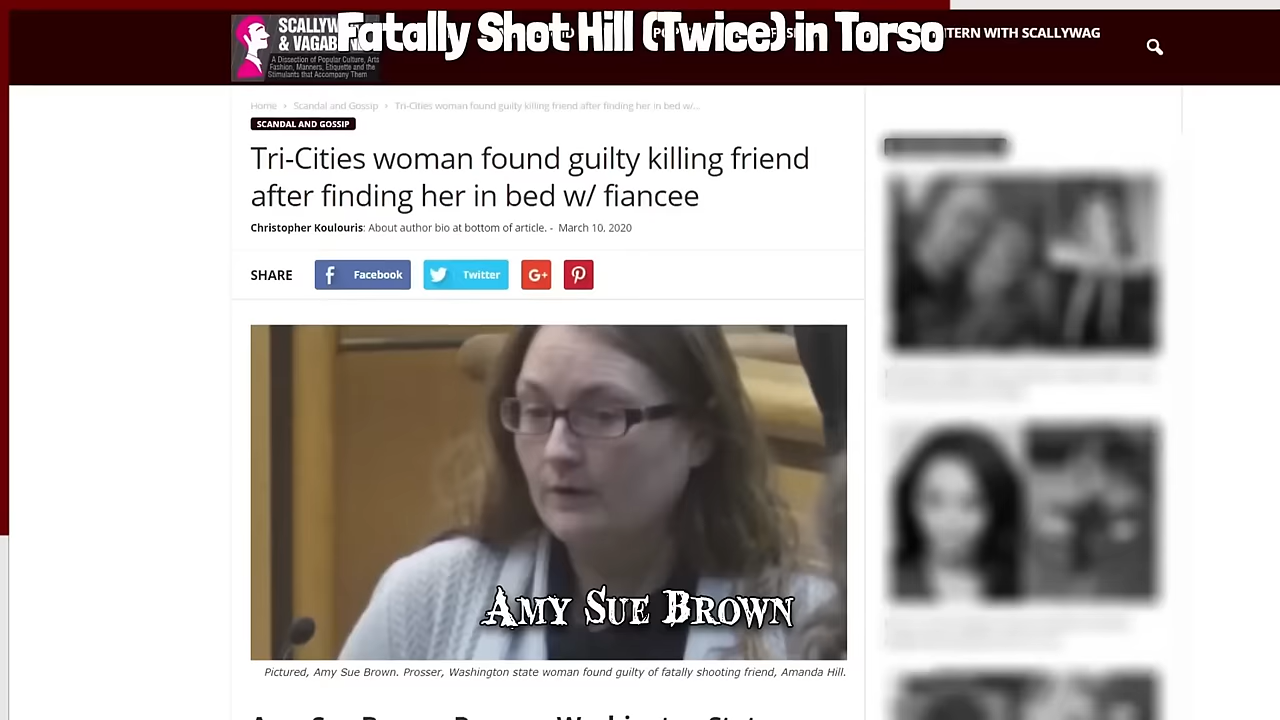 Fatally Shot Hill (Twice) in Torso
SCALLYWAG
& VAGABOND
A Dissection of Popular Culture, Arts
Fashion, Manners, Etiquette and the
Stimulants that Accompany Them
INTERN WITH SCALLYWAG
Home › Scandal and Gossip › Tri-Cities woman found guilty killing friend after finding her in bed w/...
SCANDAL AND GOSSIP
Tri-Cities woman found guilty killing friend
after finding her in bed w/ fiancee
Christopher Koulouris: About author bio at bottom of article. - March 10, 2020
SHARE
Facebook
Twitter
G+
AMY SUE BROWN
Pictured, Amy Sue Brown. Prosser, Washington state woman found guilty of fatally shooting friend, Amanda Hill.